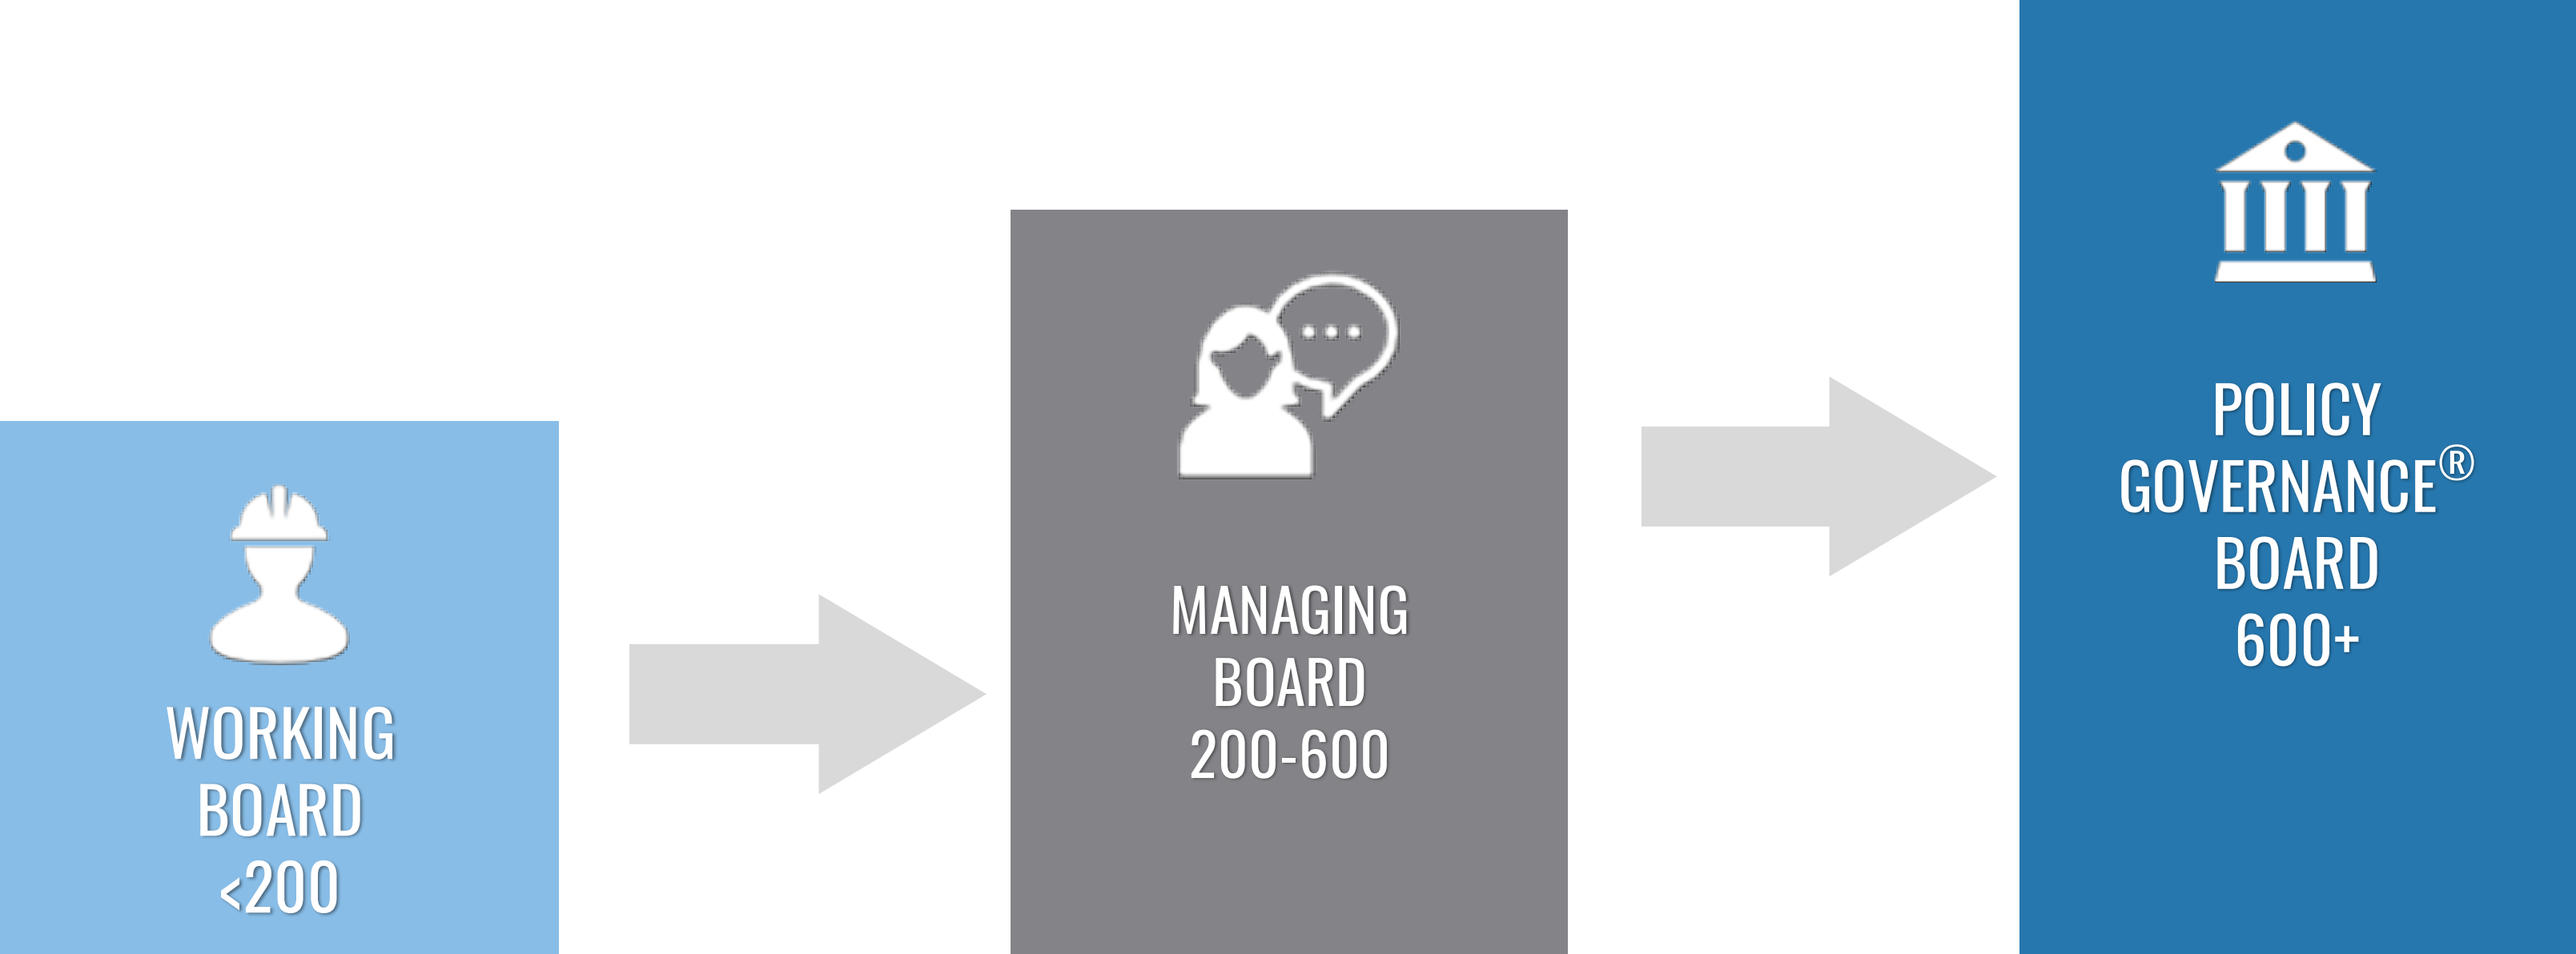 WORKING
BOARD
<200
MANAGING
BOARD
200-600
POLICY
GOVERNANCE®
BOARD
600+